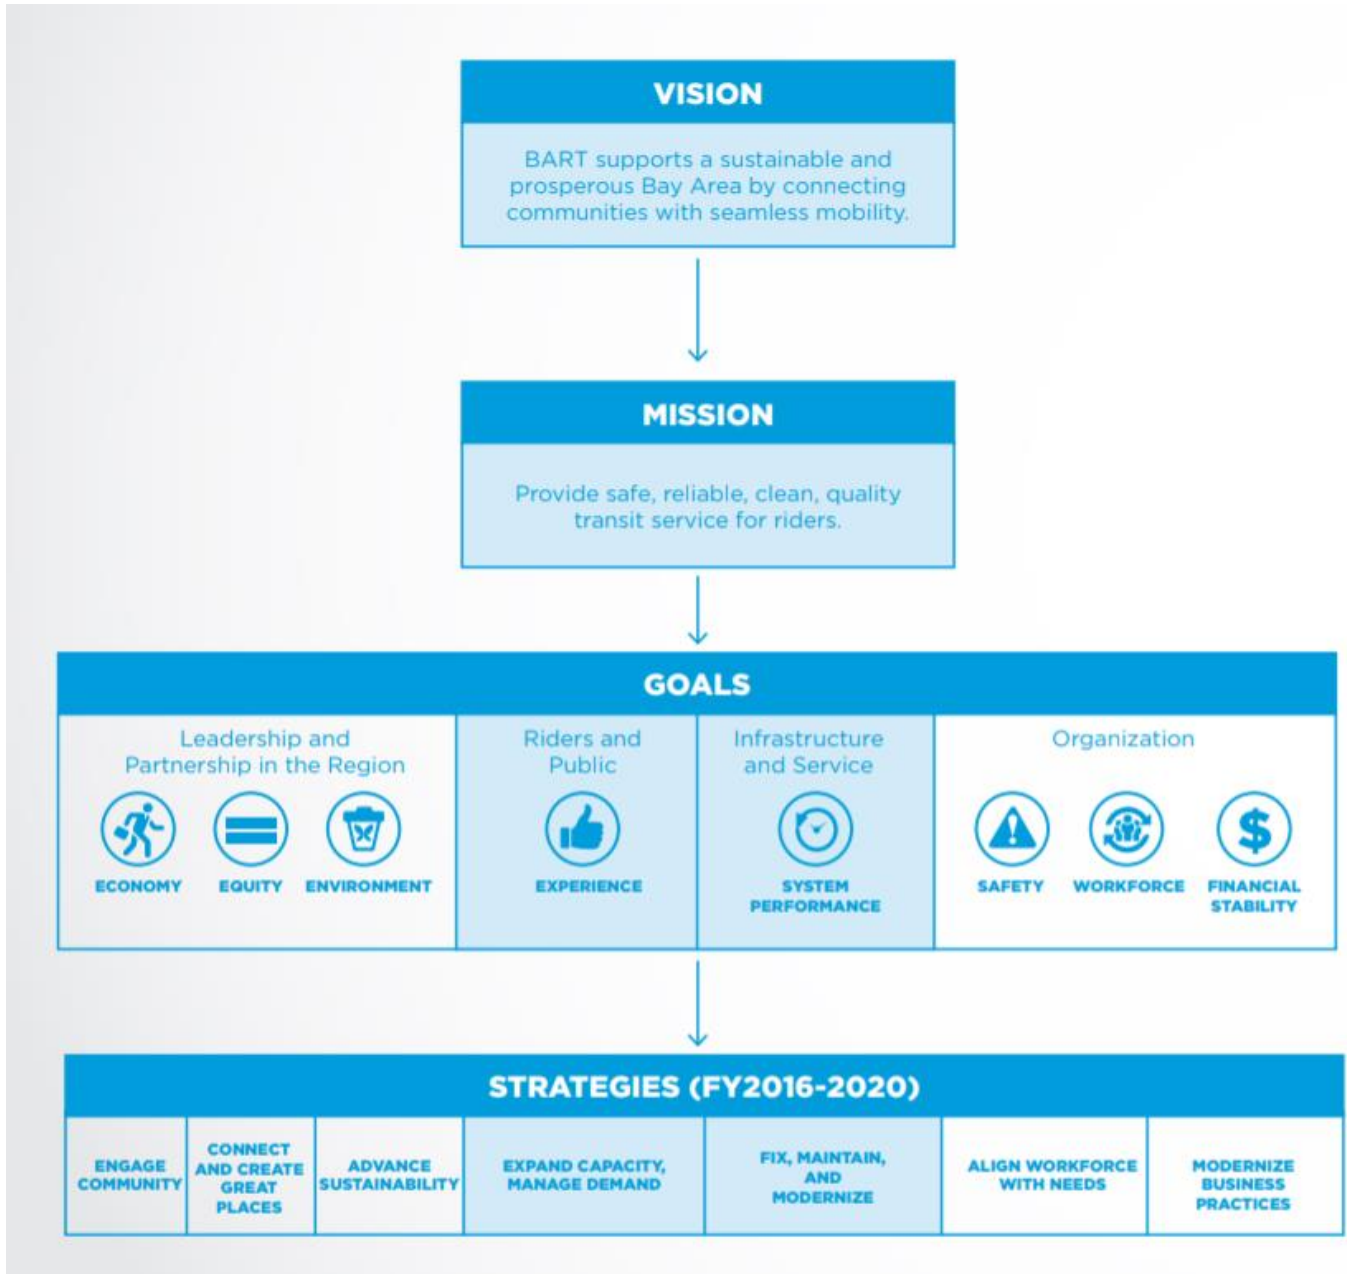 VISION
BART supports a sustainable and
prosperous Bay Area by connecting
communities with seamless mobility.
MISSION
Provide safe, reliable, clean, quality
transit service for riders.
GOALS
Leadership and
Partnership in the Region
ECONOMY
EQUITY
ENVIRONMENT
Riders and
Public
EXPERIENCE
Infrastructure
and Service
SYSTEM
PERFORMANCE
Organization
SAFETY
WORKFORCE
FINANCIAL
STABILITY
STRATEGIES (FY2016-2020)
ENGAGE
COMMUNITY
CONNECT
AND CREATE
GREAT
PLACES
ADVANCE
SUSTAINABILITY
EXPAND CAPACITY,
MANAGE DEMAND
FIX, MAINTAIN,
AND
MODERNIZE
ALIGN WORKFORCE
WITH NEEDS
MODERNIZE
BUSINESS
PRACTICES